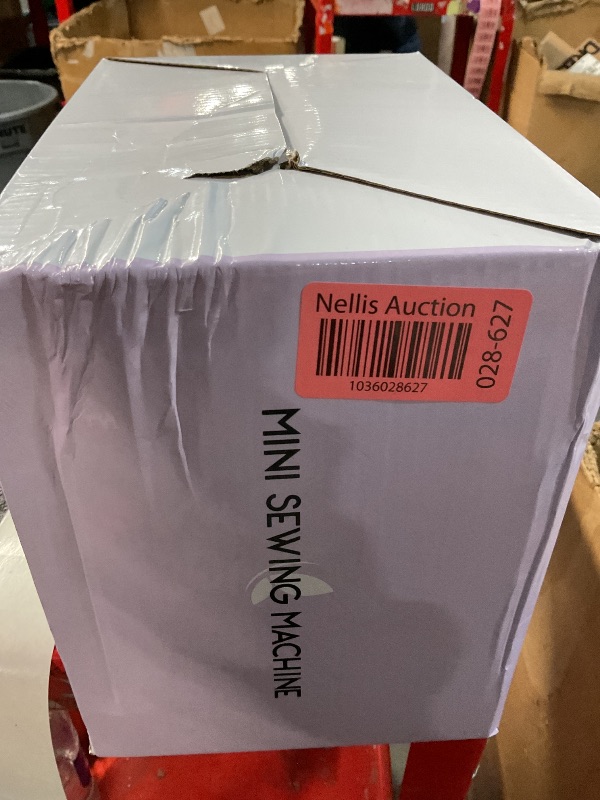 Nellis Auction
1036028627
028-627
MINI SEWING MACHINE